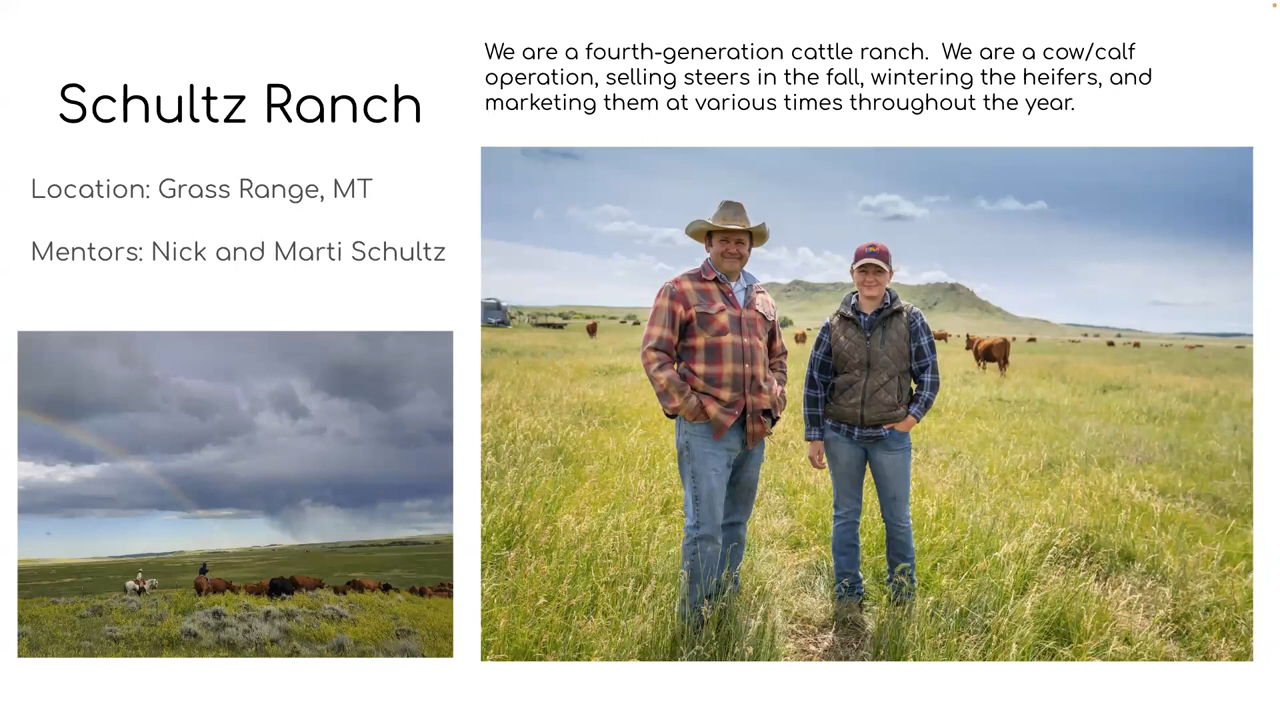 Schultz Ranch
Location: Grass Range, MT
Mentors: Nick and Marti Schultz
We are a fourth-generation cattle ranch.  We are a cow/calf
operation, selling steers in the fall, wintering the heifers, and
marketing them at various times throughout the year.